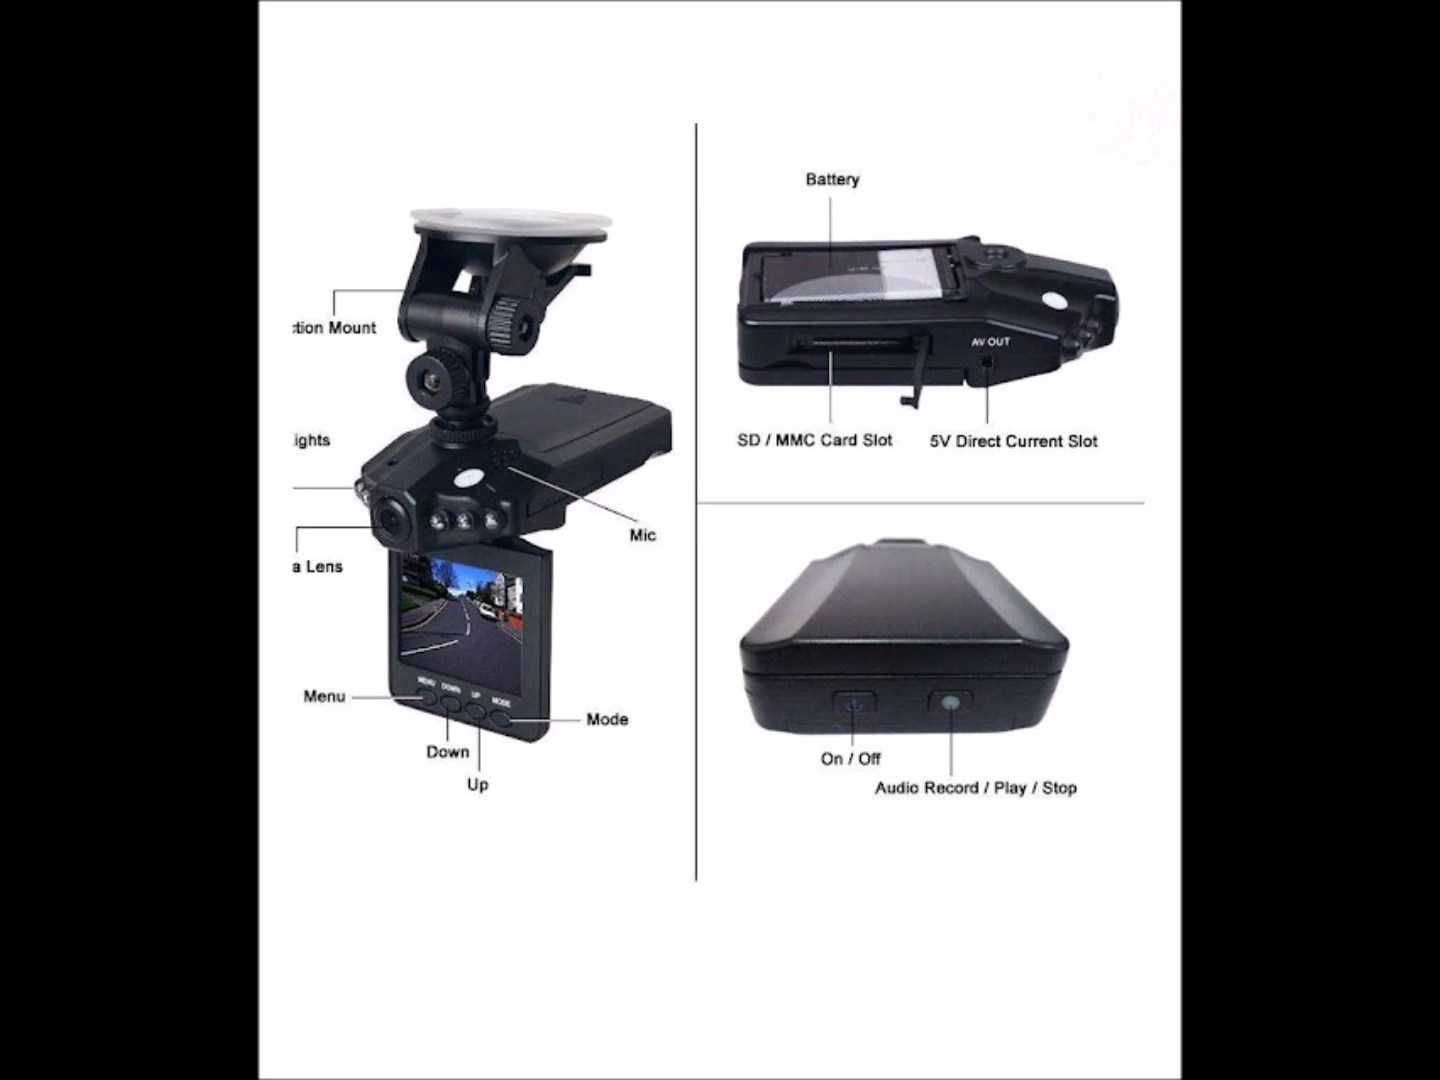 Battery
ction Mount
AV OUT
Lights
SD / MMC Card Slot
5V Direct Current Slot
Mic
a Lens
MENU DOWN UP MODE
Menu
Mode
Down
Up
On / Off
Audio Record / Play / Stop